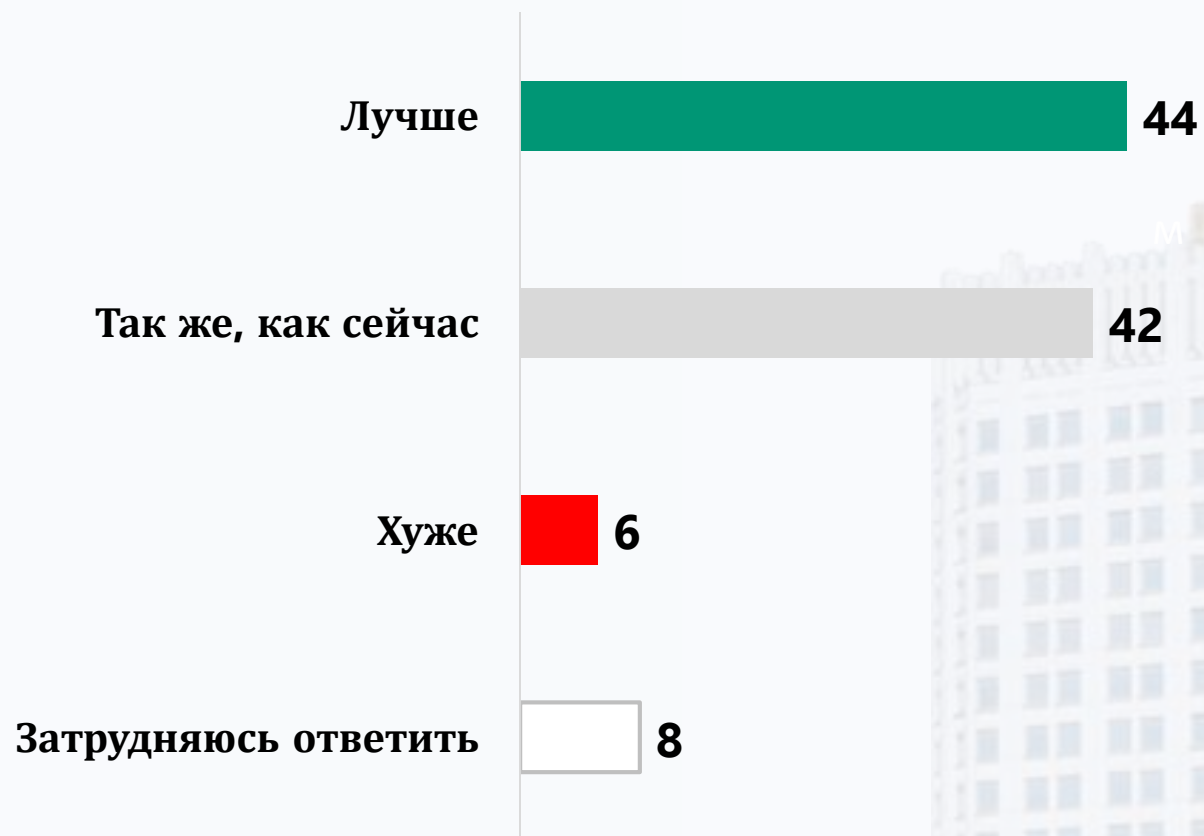 Лучше 44
м
Так же, как сейчас 42
Хуже 6
Затрудняюсь ответить 8